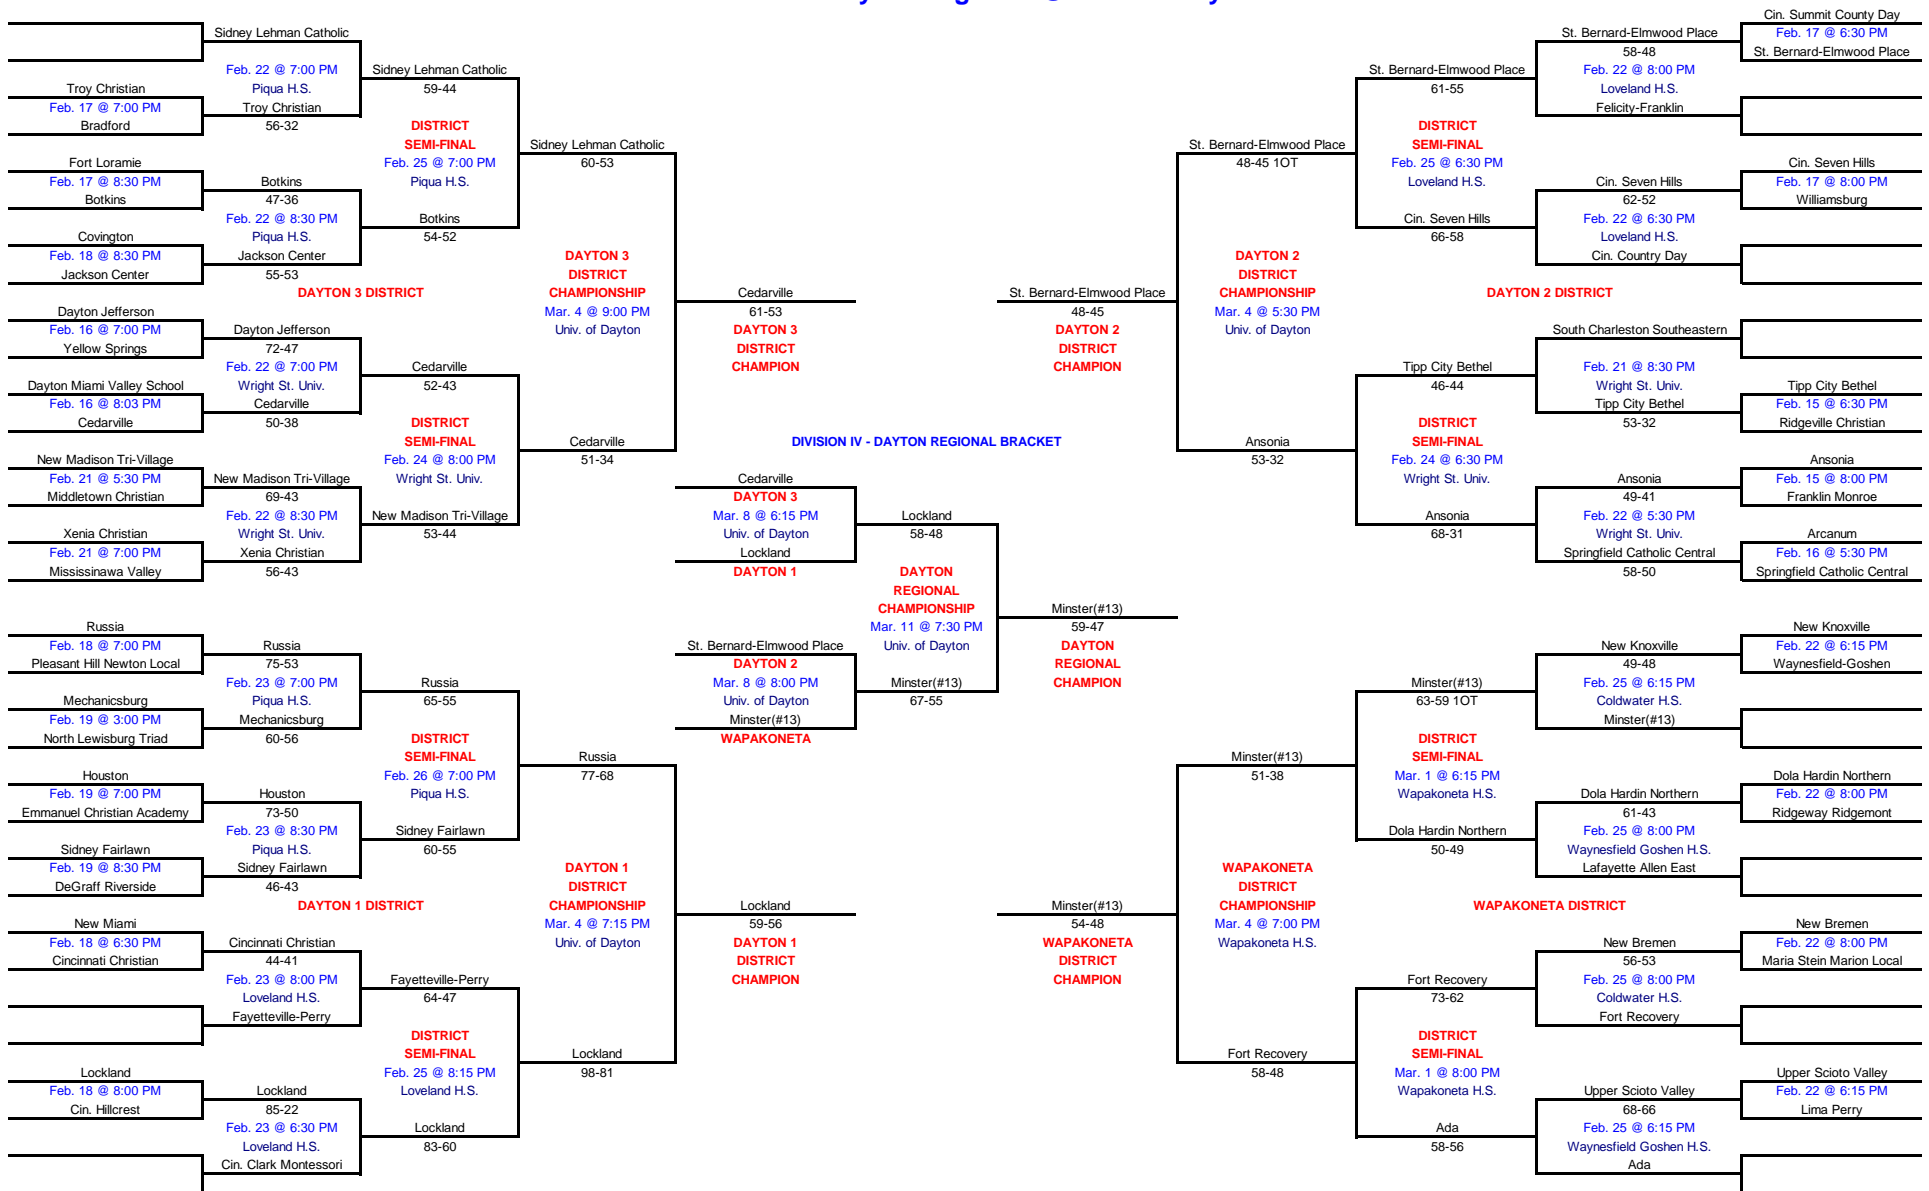 Sidney Lehman Catholic
Feb. 22 @ 7:00 PM
Piqua H.S.
Troy Christian
Feb. 17 @ 7:00 PM
Bradford
Troy Christian
56-32
Sidney Lehman Catholic
59-44
DISTRICT
SEMI-FINAL
Feb. 25 @ 7:00 PM
Piqua H.S.
Fort Loramie
Feb. 17 @ 8:30 PM
Botkins
Botkins
47-36
Feb. 22 @ 8:30 PM
Piqua H.S.
Covington
Feb. 18 @ 8:30 PM
Jackson Center
Jackson Center
55-53
Botkins
54-52
Sidney Lehman Catholic
60-53
DAYTON 3 DISTRICT
DAYTON 3
DISTRICT
CHAMPIONSHIP
Mar. 4 @ 9:00 PM
Univ. of Dayton
Dayton Jefferson
Feb. 16 @ 7:00 PM
Yellow Springs
Dayton Jefferson
72-47
Feb. 22 @ 7:00 PM
Wright St. Univ.
Dayton Miami Valley School
Feb. 16 @ 8:03 PM
Cedarville
Cedarville
50-38
Cedarville
52-43
DISTRICT
SEMI-FINAL
Feb. 24 @ 8:00 PM
Wright St. Univ.
New Madison Tri-Village
Feb. 21 @ 5:30 PM
Middletown Christian
New Madison Tri-Village
69-43
Feb. 22 @ 8:30 PM
Wright St. Univ.
Xenia Christian
Feb. 21 @ 7:00 PM
Mississinawa Valley
Xenia Christian
56-43
New Madison Tri-Village
53-44
Cedarville
51-34
Cedarville
61-53
DAYTON 3
DISTRICT
CHAMPION
Cin. Summit County Day
Feb. 17 @ 6:30 PM
St. Bernard-Elmwood Place
St. Bernard-Elmwood Place
58-48
Feb. 22 @ 8:00 PM
Loveland H.S.
Felicity-Franklin
St. Bernard-Elmwood Place
61-55
DISTRICT
SEMI-FINAL
Feb. 25 @ 6:30 PM
Loveland H.S.
Cin. Seven Hills
Feb. 17 @ 8:00 PM
Williamsburg
Cin. Seven Hills
62-52
Feb. 22 @ 6:30 PM
Loveland H.S.
Cin. Country Day
Cin. Seven Hills
66-58
St. Bernard-Elmwood Place
48-45 1OT
DAYTON 2
DISTRICT
CHAMPIONSHIP
Mar. 4 @ 5:30 PM
Univ. of Dayton
DAYTON 2 DISTRICT
South Charleston Southeastern
Feb. 21 @ 8:30 PM
Wright St. Univ.
Tipp City Bethel
Feb. 15 @ 6:30 PM
Ridgeville Christian
Tipp City Bethel
53-32
Tipp City Bethel
46-44
DISTRICT
SEMI-FINAL
Feb. 24 @ 6:30 PM
Wright St. Univ.
Ansonia
Feb. 15 @ 8:00 PM
Franklin Monroe
Ansonia
49-41
Feb. 22 @ 5:30 PM
Wright St. Univ.
Arcanum
Feb. 16 @ 5:30 PM
Springfield Catholic Central
Springfield Catholic Central
58-50
Ansonia
68-31
Ansonia
53-32
St. Bernard-Elmwood Place
48-45
DAYTON 2
DISTRICT
CHAMPION
DIVISION IV - DAYTON REGIONAL BRACKET
Cedarville
DAYTON 3
Mar. 8 @ 6:15 PM
Univ. of Dayton
Lockland
DAYTON 1
Lockland
58-48
DAYTON
REGIONAL
CHAMPIONSHIP
Mar. 11 @ 7:30 PM
Univ. of Dayton
St. Bernard-Elmwood Place
DAYTON 2
Mar. 8 @ 8:00 PM
Univ. of Dayton
Minster(#13)
WAPAKONETA
Minster(#13)
67-55
Minster(#13)
59-47
DAYTON
REGIONAL
CHAMPION
Russia
Feb. 18 @ 7:00 PM
Pleasant Hill Newton Local
Russia
75-53
Feb. 23 @ 7:00 PM
Piqua H.S.
Mechanicsburg
Feb. 19 @ 3:00 PM
North Lewisburg Triad
Mechanicsburg
60-56
Russia
65-55
DISTRICT
SEMI-FINAL
Feb. 26 @ 7:00 PM
Piqua H.S.
Houston
Feb. 19 @ 7:00 PM
Emmanuel Christian Academy
Houston
73-50
Feb. 23 @ 8:30 PM
Piqua H.S.
Sidney Fairlawn
Feb. 19 @ 8:30 PM
DeGraff Riverside
Sidney Fairlawn
46-43
Sidney Fairlawn
60-55
Russia
77-68
DAYTON 1 DISTRICT
DAYTON 1
DISTRICT
CHAMPIONSHIP
Mar. 4 @ 7:15 PM
Univ. of Dayton
New Miami
Feb. 18 @ 6:30 PM
Cincinnati Christian
Cincinnati Christian
44-41
Feb. 23 @ 8:00 PM
Loveland H.S.
Fayetteville-Perry
Fayetteville-Perry
64-47
DISTRICT
SEMI-FINAL
Feb. 25 @ 8:15 PM
Loveland H.S.
Lockland
Feb. 18 @ 8:00 PM
Cin. Hillcrest
Lockland
85-22
Feb. 23 @ 6:30 PM
Loveland H.S.
Cin. Clark Montessori
Lockland
83-60
Lockland
98-81
Lockland
59-56
DAYTON 1
DISTRICT
CHAMPION
New Knoxville
Feb. 22 @ 6:15 PM
Waynesfield-Goshen
New Knoxville
49-48
Feb. 25 @ 6:15 PM
Coldwater H.S.
Minster(#13)
Minster(#13)
63-59 1OT
DISTRICT
SEMI-FINAL
Mar. 1 @ 6:15 PM
Wapakoneta H.S.
Dola Hardin Northern
Feb. 22 @ 8:00 PM
Ridgeway Ridgemont
Dola Hardin Northern
61-43
Feb. 25 @ 8:00 PM
Waynesfield Goshen H.S.
Lafayette Allen East
Dola Hardin Northern
50-49
Minster(#13)
51-38
WAPAKONETA
DISTRICT
CHAMPIONSHIP
Mar. 4 @ 7:00 PM
Wapakoneta H.S.
WAPAKONETA DISTRICT
New Bremen
Feb. 22 @ 8:00 PM
Maria Stein Marion Local
New Bremen
56-53
Feb. 25 @ 8:00 PM
Coldwater H.S.
Fort Recovery
Fort Recovery
73-62
DISTRICT
SEMI-FINAL
Mar. 1 @ 8:00 PM
Wapakoneta H.S.
Upper Scioto Valley
Feb. 22 @ 6:15 PM
Lima Perry
Upper Scioto Valley
68-66
Feb. 25 @ 6:15 PM
Waynesfield Goshen H.S.
Ada
Ada
58-56
Fort Recovery
58-48
Minster(#13)
54-48
WAPAKONETA
DISTRICT
CHAMPION